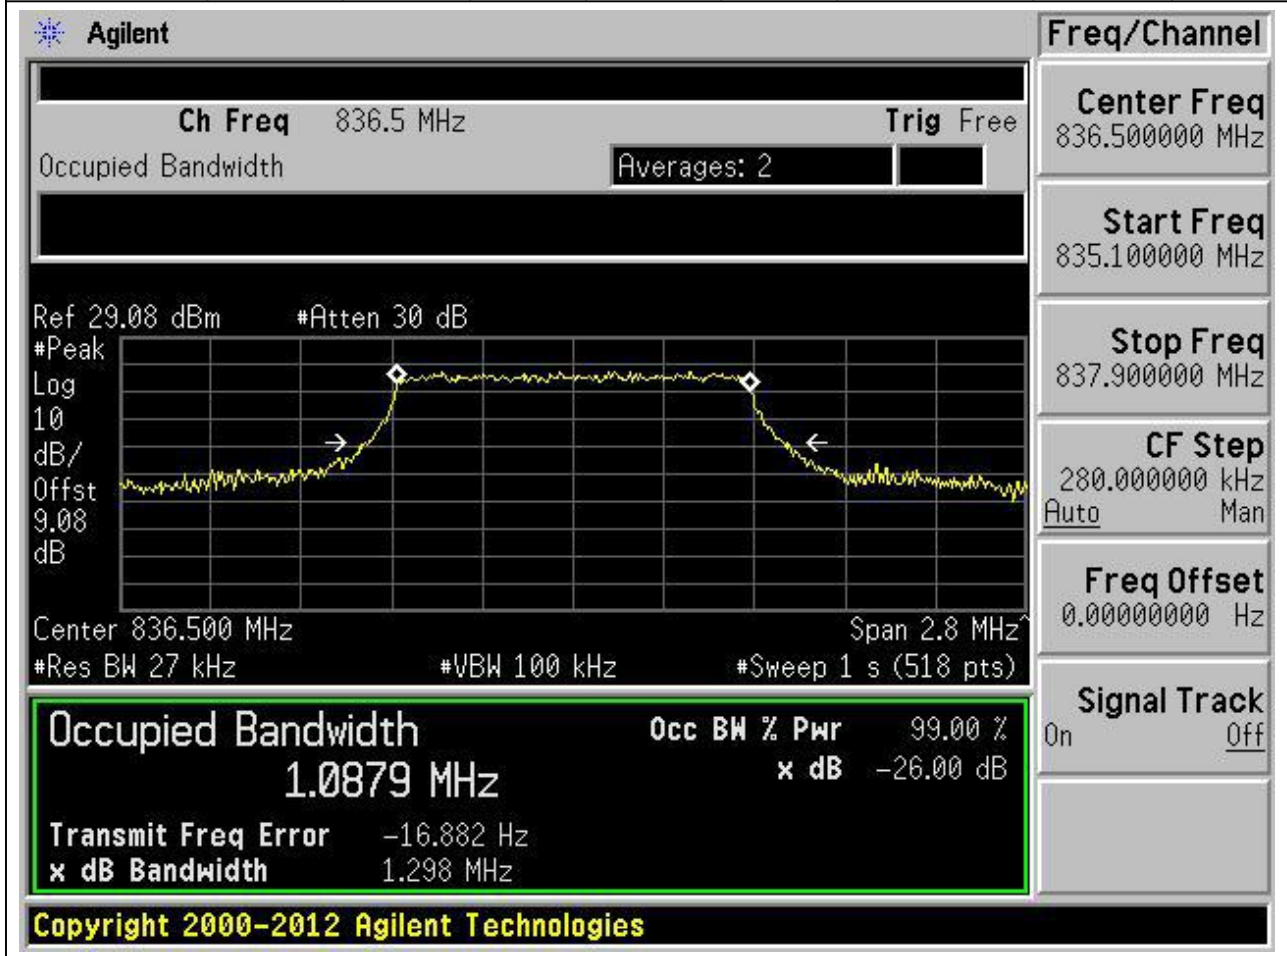 Agilent
Freq/Channel
Ch Freq 836.5 MHz Trig Free
Occupied Bandwidth Averages: 2
Center Freq
836.500000 MHz
Start Freq
835.100000 MHz
Stop Freq
837.900000 MHz
CF Step
280.000000 kHz
Auto Man
Freq Offset
0.00000000 Hz
Signal Track
On Off
Ref 29.08 dBm #Atten 30 dB
#Peak
Log
10
dB/
Offst
9.08
dB
Center 836.500 MHz Span 2.8 MHz^
#Res BW 27 kHz #VBW 100 kHz #Sweep 1 s (518 pts)
Occupied Bandwidth Occ BW % Pwr 99.00 %
1.0879 MHz x dB -26.00 dB
Transmit Freq Error -16.882 Hz
x dB Bandwidth 1.298 MHz
Copyright 2000-2012 Agilent Technologies